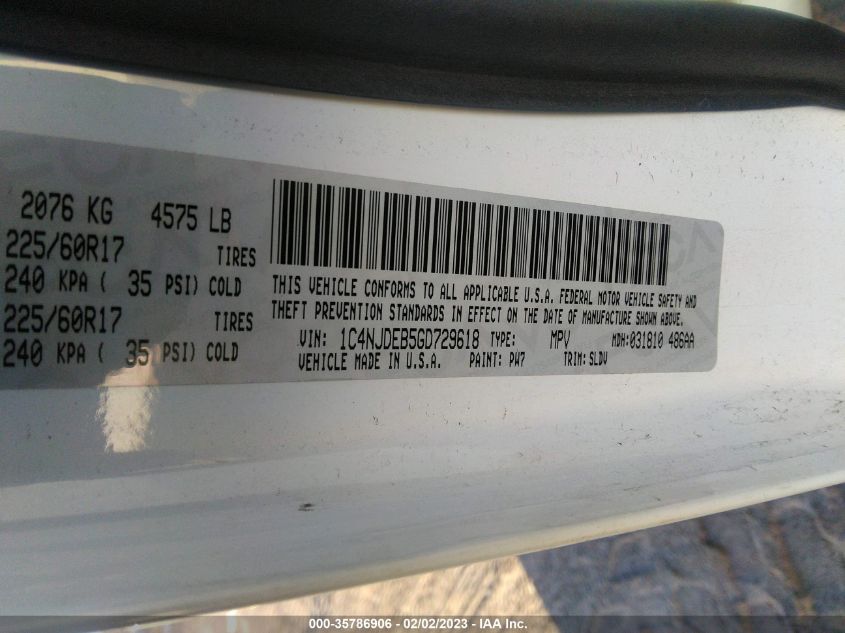 2076 KG 4575 LB
225/60R17 TIRES
240 KPA ( 35 PSI) COLD
225/60R17 TIRES
240 KPA ( 35 PSI) COLD
THIS VEHICLE CONFORMS TO ALL APPLICABLE U.S.A. FEDERAL MOTOR VEHICLE SAFETY AND
THEFT PREVENTION STANDARDS IN EFFECT ON THE DATE OF MANUFACTURE SHOWN ABOVE.
VIN: 1C4NJDEB5GD729618 TYPE: MPV MDH:031810 486AA
VEHICLE MADE IN U.S.A. PAINT: PW7 TRIM: SLDV
000-35786906 - 02/02/2023 - IAA Inc.